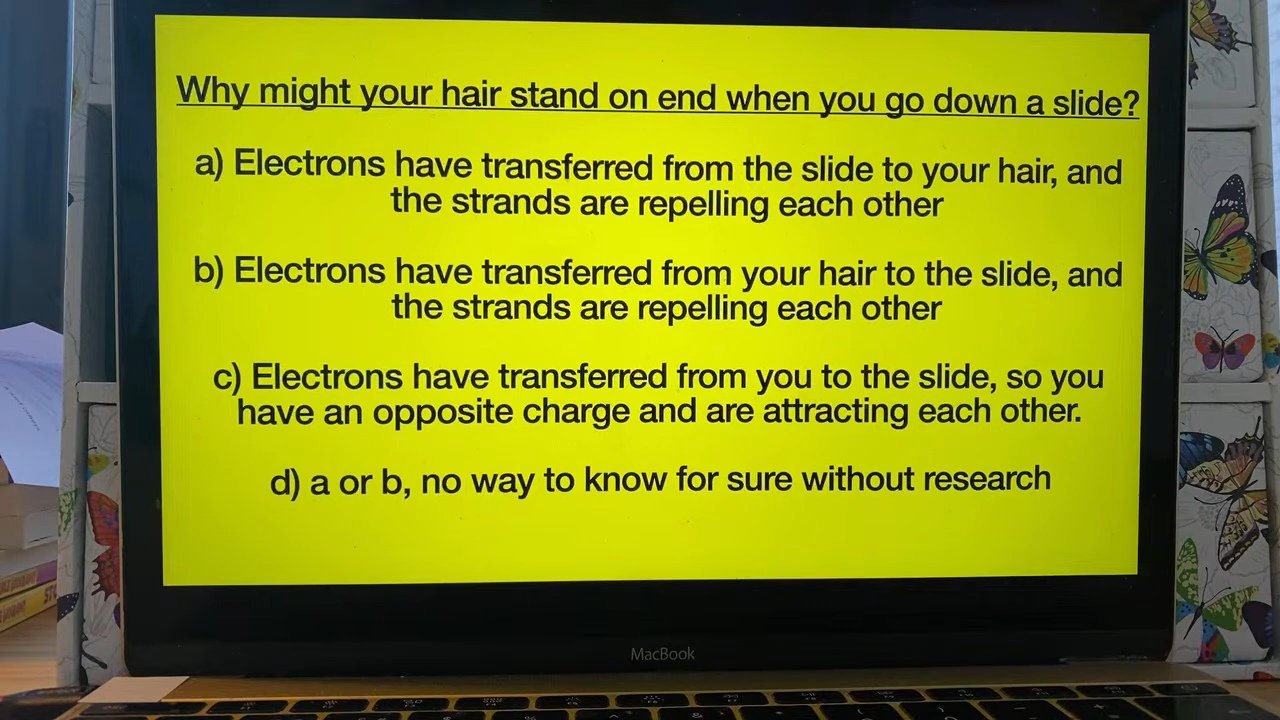 Why might your hair stand on end when you go down a slide?
a) Electrons have transferred from the slide to your hair, and
the strands are repelling each other
b) Electrons have transferred from your hair to the slide, and
the strands are repelling each other
c) Electrons have transferred from you to the slide, so you
have an opposite charge and are attracting each other.
d) a or b, no way to know for sure without research
MacBook